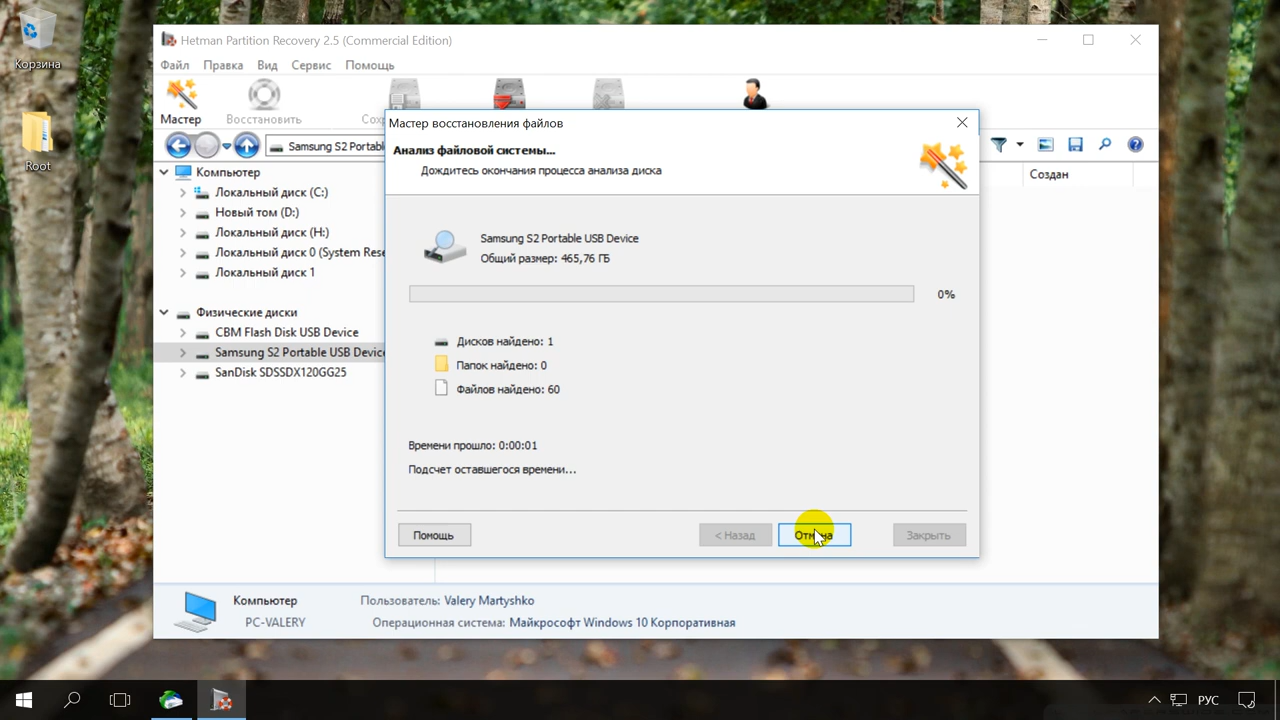 Корзина
Root
Hetman Partition Recovery 2.5 (Commercial Edition)
Файл Правка Вид Сервис Помощь
Мастер
Восстановить
Samsung S2 Portabl
Создан
Компьютер
Локальный диск (C:)
Новый том (D:)
Локальный диск (H:)
Локальный диск 0 (System Rese
Локальный диск 1
Физические диски
CBM Flash Disk USB Device
Samsung S2 Portable USB Device
SanDisk SDSSDX120GG25
Мастер восстановления файлов
Анализ файловой системы...
Дождитесь окончания процесса анализа диска
Samsung S2 Portable USB Device
Общий размер: 465,76 ГБ
0%
Дисков найдено: 1
Папок найдено: 0
Файлов найдено: 60
Времени прошло: 0:00:01
Подсчет оставшегося времени...
Помощь
< Назад
Отмена
Закрыть
Компьютер
PC-VALERY
Пользователь: Valery Martyshko
Операционная система: Майкрософт Windows 10 Корпоративная
РУС